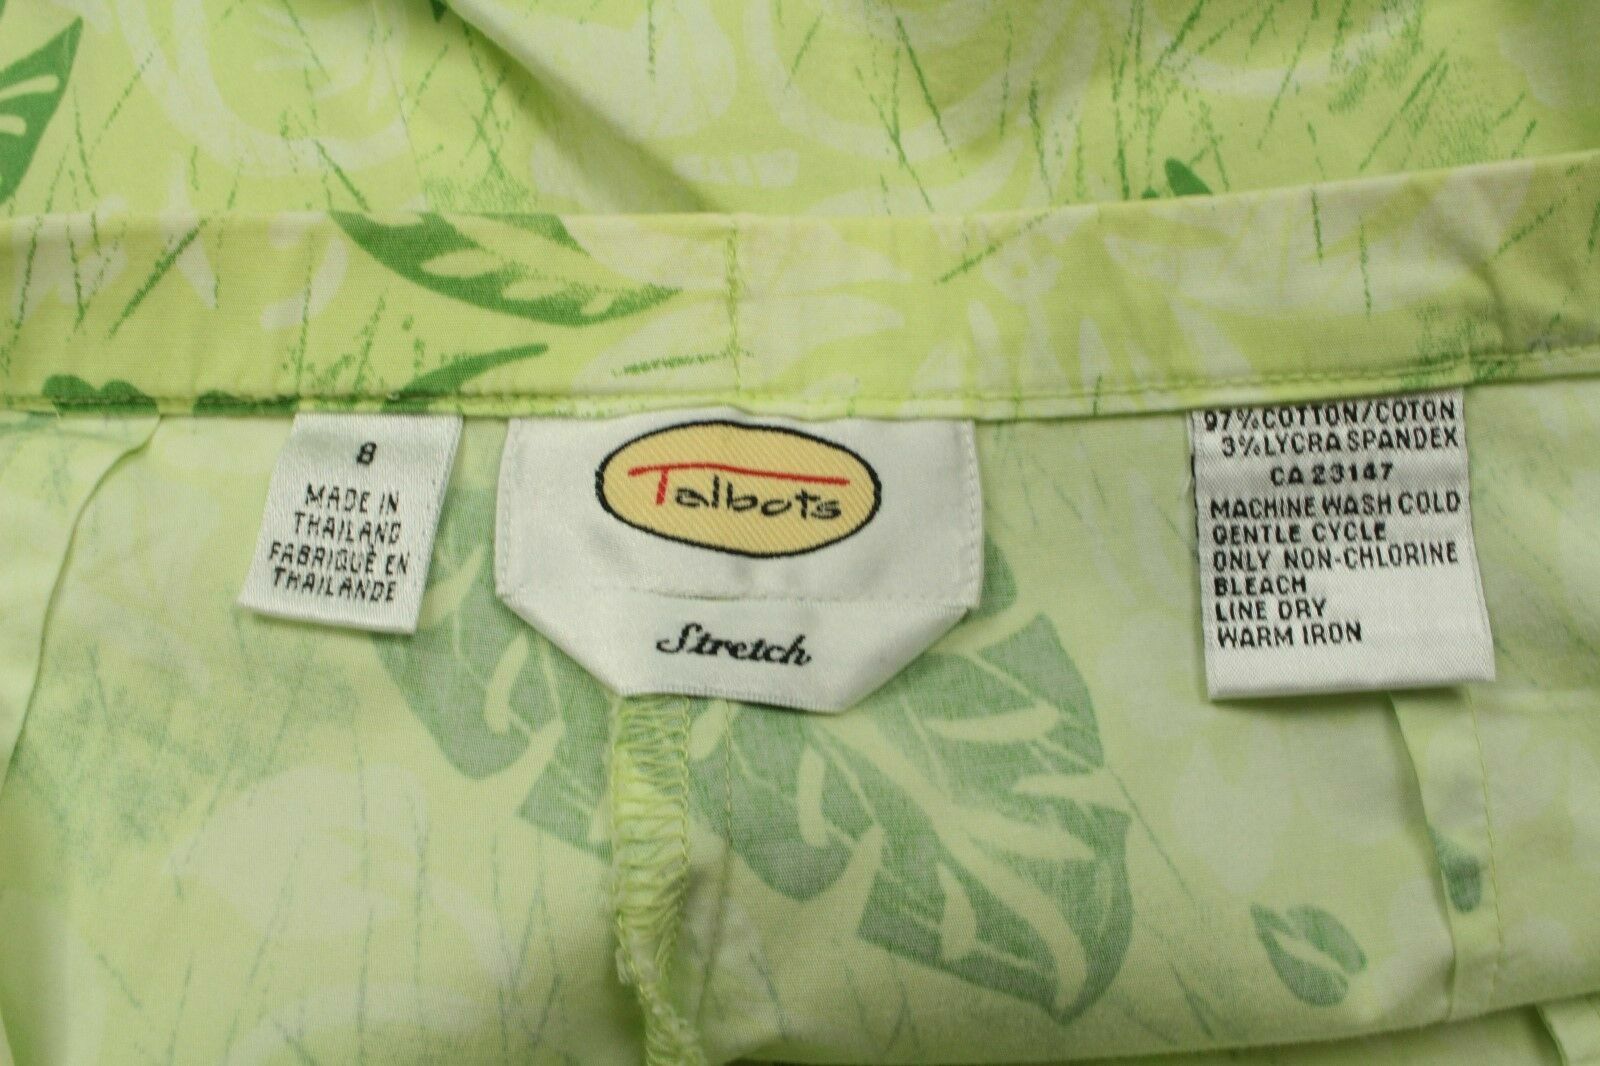 8
MADE IN
THAILAND
FABRIQUÉ EN
THAILANDE
Talbots
Stretch
97%COTTON/COTON
3%LYCRA SPANDEX
CA 23147
MACHINE WASH COLD
GENTLE CYCLE
ONLY NON-CHLORINE
BLEACH
LINE DRY
WARM IRON